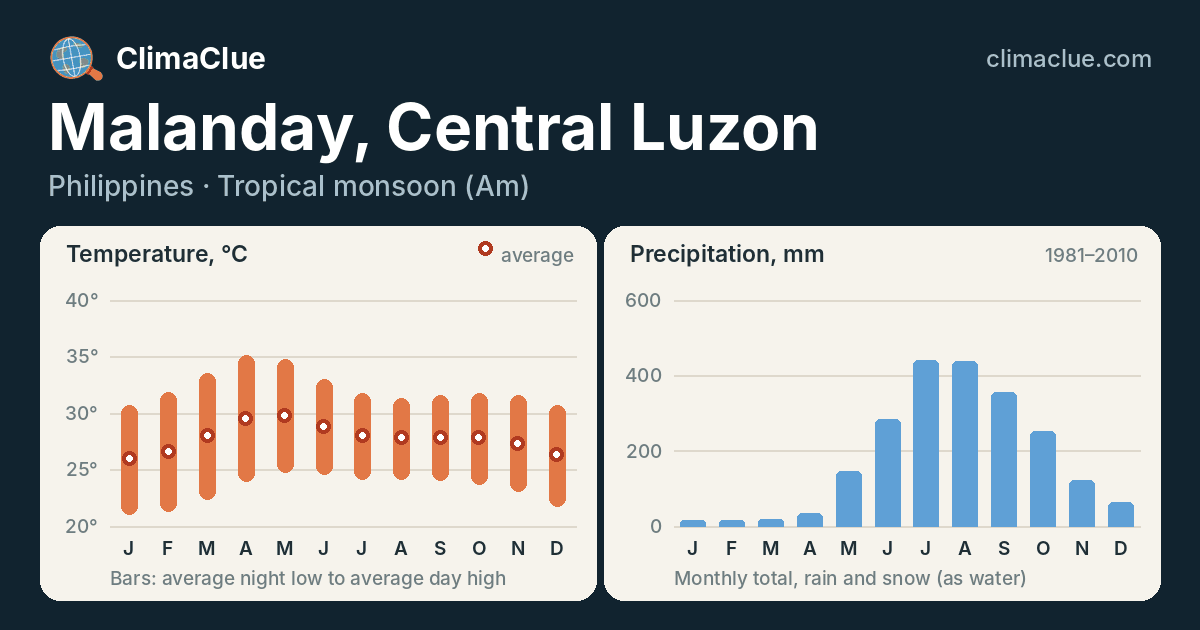 ClimaClue
climaclue.com
Malanday, Central Luzon
Philippines · Tropical monsoon (Am)
Temperature, °C
average
40°
35°
30°
25°
20°
J F M A M J J A S O N D
Bars: average night low to average day high
Precipitation, mm
1981–2010
600
400
200
0
J F M A M J J A S O N D
Monthly total, rain and snow (as water)